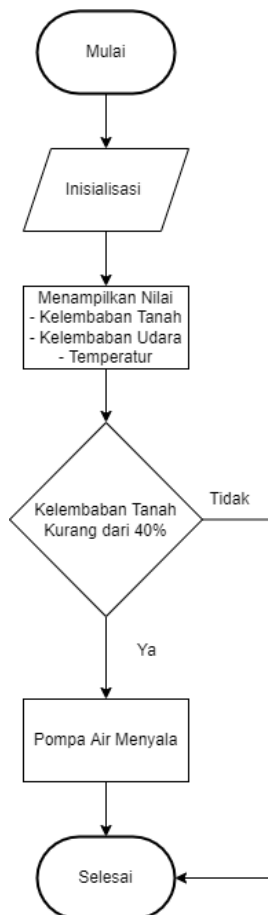 Mulai
Inisialisasi
Menampilkan Nilai
- Kelembaban Tanah
- Kelembaban Udara
- Temperatur
Kelembaban Tanah
Kurang dari 40%
Tidak
Ya
Pompa Air Menyala
Selesai